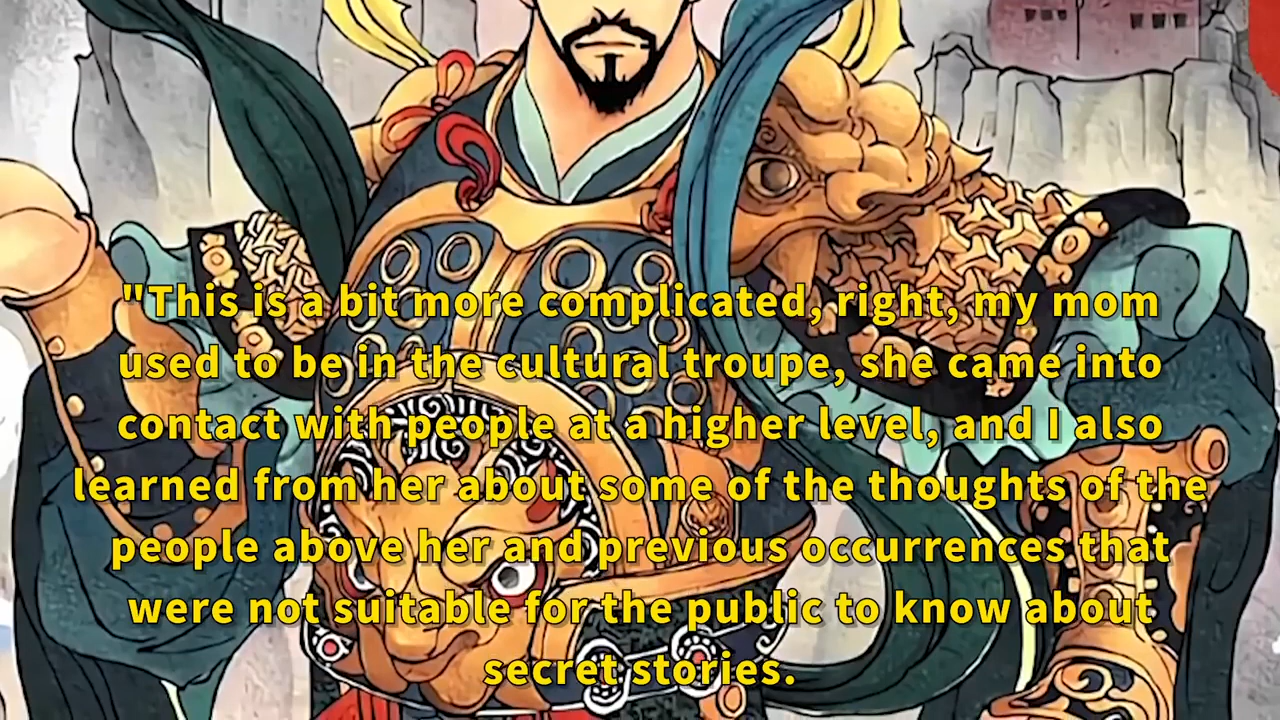 "This is a bit more complicated, right, my mom
used to be in the cultural troupe, she came into
contact with people at a higher level, and I also
learned from her about some of the thoughts of the
people above her and previous occurrences that
were not suitable for the public to know about
secret stories.